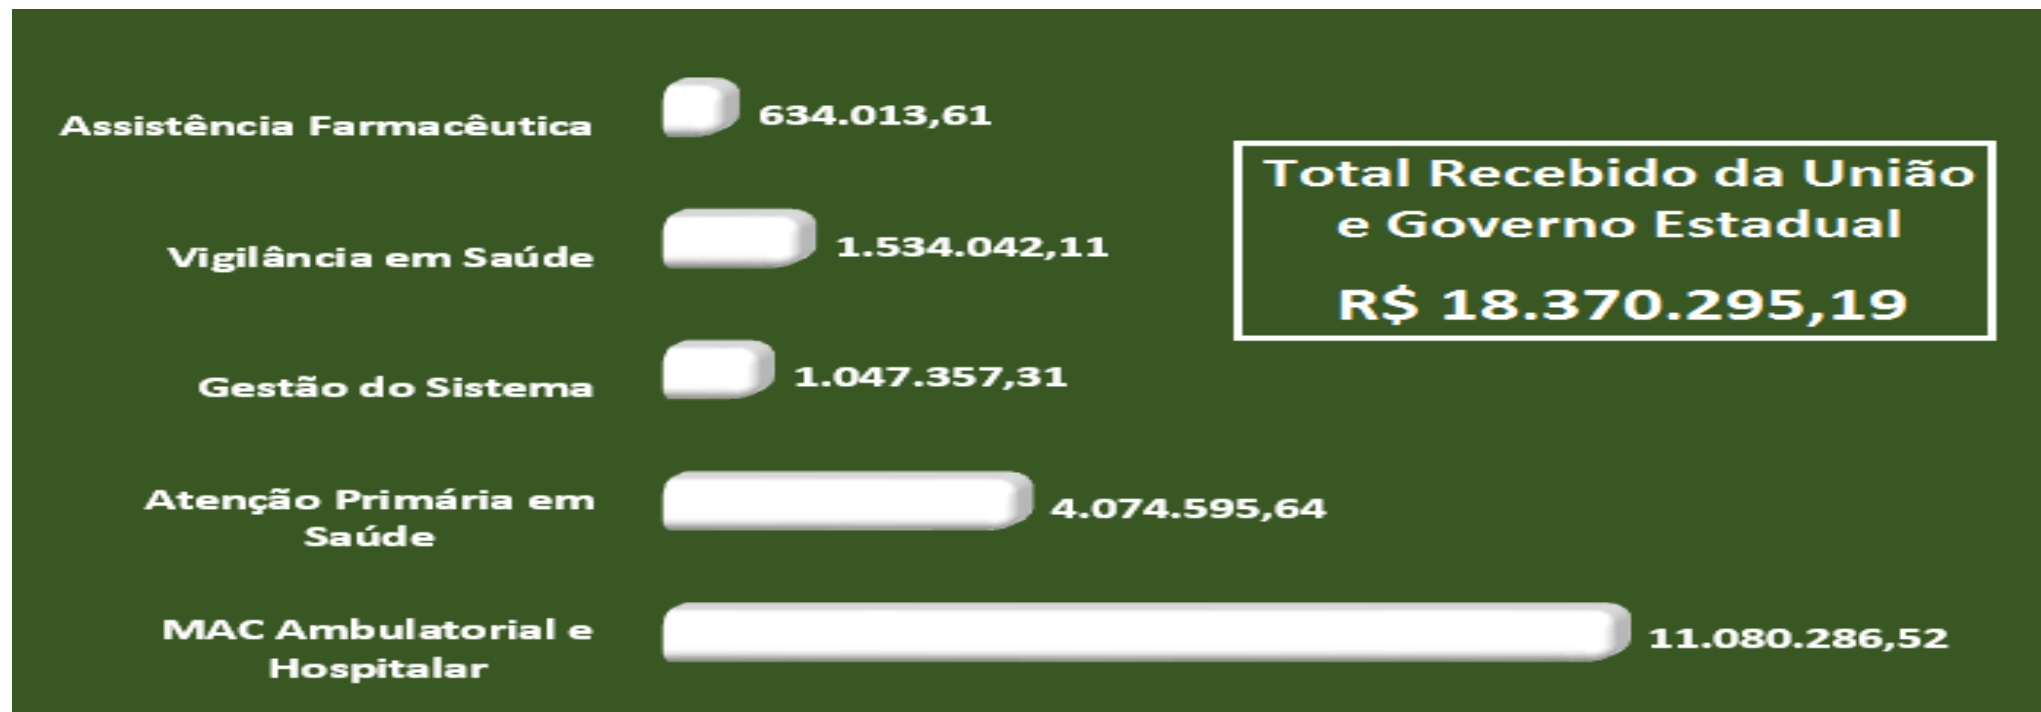 Assistência Farmacêutica
634.013,61
Total Recebido da União
e Governo Estadual
R$ 18.370.295,19
Vigilância em Saúde
1.534.042,11
Gestão do Sistema
1.047.357,31
Atenção Primária em
Saúde
4.074.595,64
MAC Ambulatorial e
Hospitalar
11.080.286,52